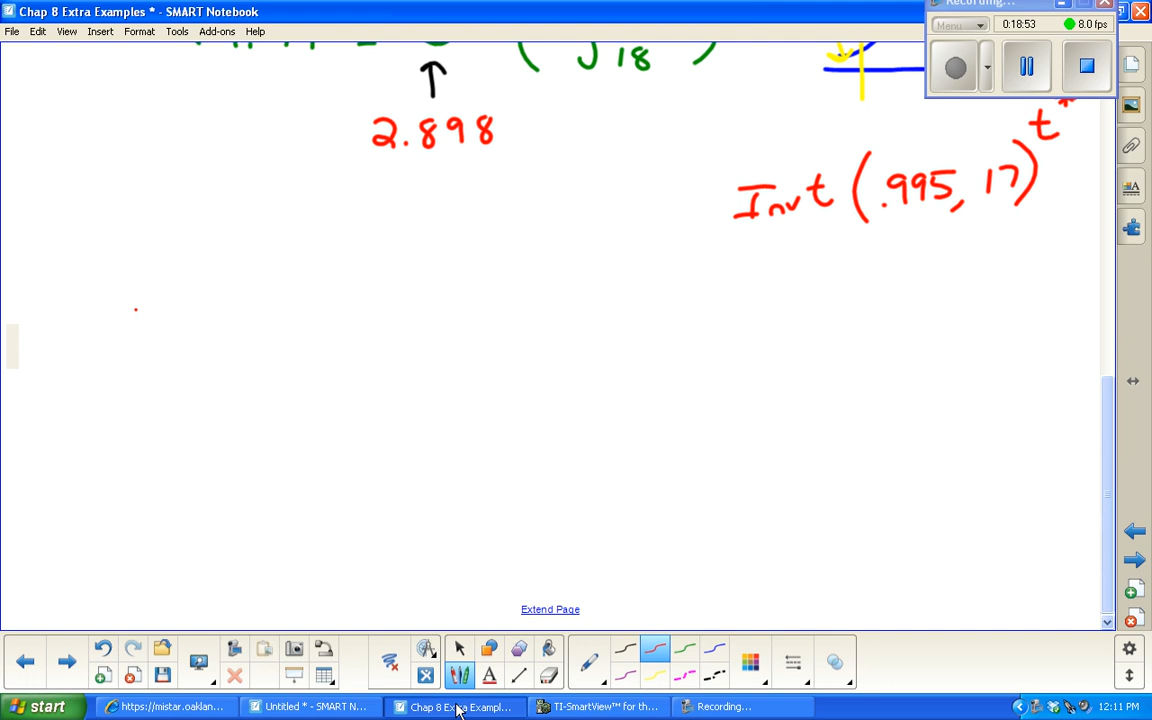 Chap 8 Extra Examples * - SMART Notebook
File Edit View Insert Format Tools Add-ons Help
Recording...
Menu
0:18:53
8.0 fps
√18
2.898
t*
Invt (.995, 17)
Extend Page
A
start
https://mistar.oaklan...
Untitled * - SMART N...
Chap 8 Extra Exampl...
TI-SmartView™ for th...
Recording...
12:11 PM